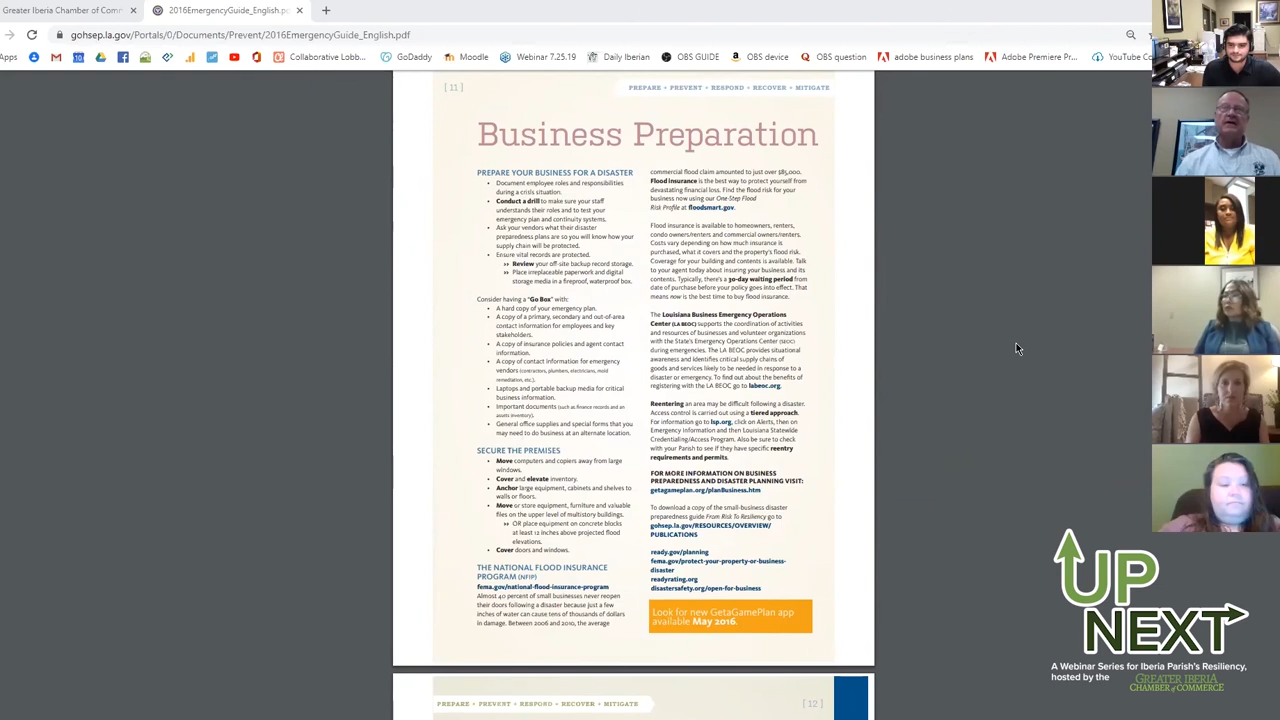 Greater Iberia Chamber of Comm
2016EmergencyGuide_English.pdf
gohsep.la.gov/Portals/0/Documents/Prevent/2016EmergencyGuide_English.pdf
Apps
Collaborative Lobb...
GoDaddy
Moodle
Webinar 7.25.19
Daily Iberian
OBS GUIDE
OBS device
OBS question
adobe business plans
Adobe Premiere Pr...
YouTube Co
[ 11 ]
PREPARE + PREVENT + RESPOND + RECOVER + MITIGATE
Business Preparation
PREPARE YOUR BUSINESS FOR A DISASTER
• Document employee roles and responsibilities
during a crisis situation.
• Conduct a drill to make sure your staff
understands their roles and to test your
emergency plan and continuity systems.
• Ask your vendors what their disaster
preparedness plans are so you will know how your
supply chain will be protected.
• Ensure vital records are protected.
›› Review your off-site backup record storage.
›› Place irreplaceable paperwork and digital
storage media in a fireproof, waterproof box.
Consider having a "Go Box" with:
• A hard copy of your emergency plan.
• A copy of a primary, secondary and out-of-area
contact information for employees and key
stakeholders.
• A copy of insurance policies and agent contact
information.
• A copy of contact information for emergency
vendors (contractors, plumbers, electricians, mold
remediation, etc.).
• Laptops and portable backup media for critical
business information.
• Important documents (such as finance records and an
assets inventory).
• General office supplies and special forms that you
may need to do business at an alternate location.
SECURE THE PREMISES
• Move computers and copiers away from large
windows.
• Cover and elevate inventory.
• Anchor large equipment, cabinets and shelves to
walls or floors.
• Move or store equipment, furniture and valuable
files on the upper level of multistory buildings.
›› OR place equipment on concrete blocks
at least 12 inches above projected flood
elevations.
• Cover doors and windows.
THE NATIONAL FLOOD INSURANCE
PROGRAM (NFIP)
fema.gov/national-flood-insurance-program
Almost 40 percent of small businesses never reopen
their doors following a disaster because just a few
inches of water can cause tens of thousands of dollars
in damage. Between 2006 and 2010, the average
commercial flood claim amounted to just over $85,000.
Flood insurance is the best way to protect yourself from
devastating financial loss. Find the flood risk for your
business now using our One-Step Flood
Risk Profile at floodsmart.gov.
Flood insurance is available to homeowners, renters,
condo owners/renters and commercial owners/renters.
Costs vary depending on how much insurance is
purchased, what it covers and the property's flood risk.
Coverage for your building and contents is available. Talk
to your agent today about insuring your business and its
contents. Typically, there's a 30-day waiting period from
date of purchase before your policy goes into effect. That
means now is the best time to buy flood insurance.
The Louisiana Business Emergency Operations
Center (LA BEOC) supports the coordination of activities
and resources of businesses and volunteer organizations
with the State's Emergency Operations Center (SEOC)
during emergencies. The LA BEOC provides situational
awareness and identifies critical supply chains of
goods and services likely to be needed in response to a
disaster or emergency. To find out about the benefits of
registering with the LA BEOC go to labeoc.org.
Reentering an area may be difficult following a disaster.
Access control is carried out using a tiered approach.
For information go to lsp.org, click on Alerts, then on
Emergency Information and then Louisiana Statewide
Credentialing/Access Program. Also be sure to check
with your Parish to see if they have specific reentry
requirements and permits.
FOR MORE INFORMATION ON BUSINESS
PREPAREDNESS AND DISASTER PLANNING VISIT:
getagameplan.org/planBusiness.htm
To download a copy of the small-business disaster
preparedness guide From Risk To Resiliency go to
gohsep.la.gov/RESOURCES/OVERVIEW/
PUBLICATIONS
ready.gov/planning
fema.gov/protect-your-property-or-business-
disaster
readyrating.org
disastersafety.org/open-for-business
Look for new GetaGamePlan app
available May 2016.
PREPARE + PREVENT + RESPOND + RECOVER + MITIGATE
[ 12 ]
UP
NEXT
A Webinar Series for Iberia Parish's Resiliency,
hosted by the
GREATER IBERIA
CHAMBER of COMMERCE